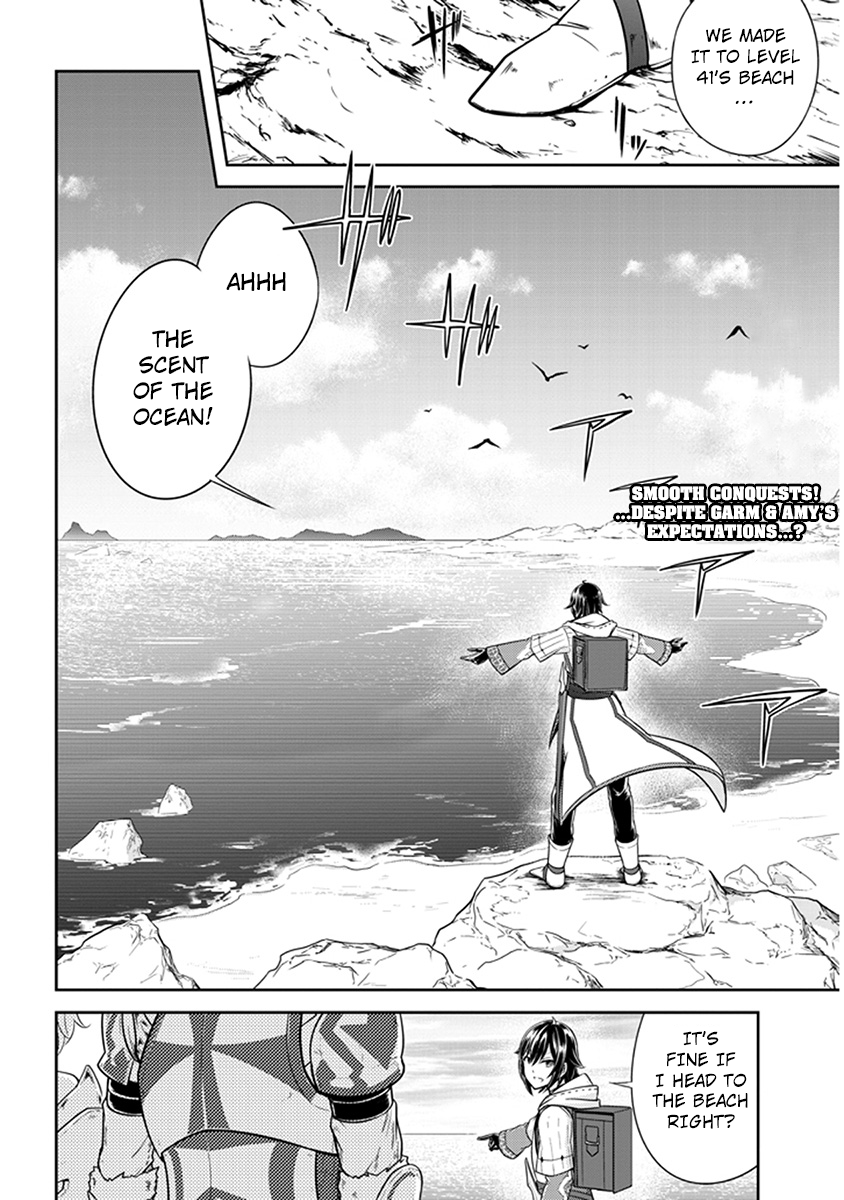 WE MADE
IT TO LEVEL
41'S BEACH
...
AHHH
THE
SCENT
OF THE
OCEAN!
SMOOTH CONQUESTS!
...DESPITE GARM & AMY'S
EXPECTATIONS...?
IT'S
FINE IF
I HEAD TO
THE BEACH
RIGHT?